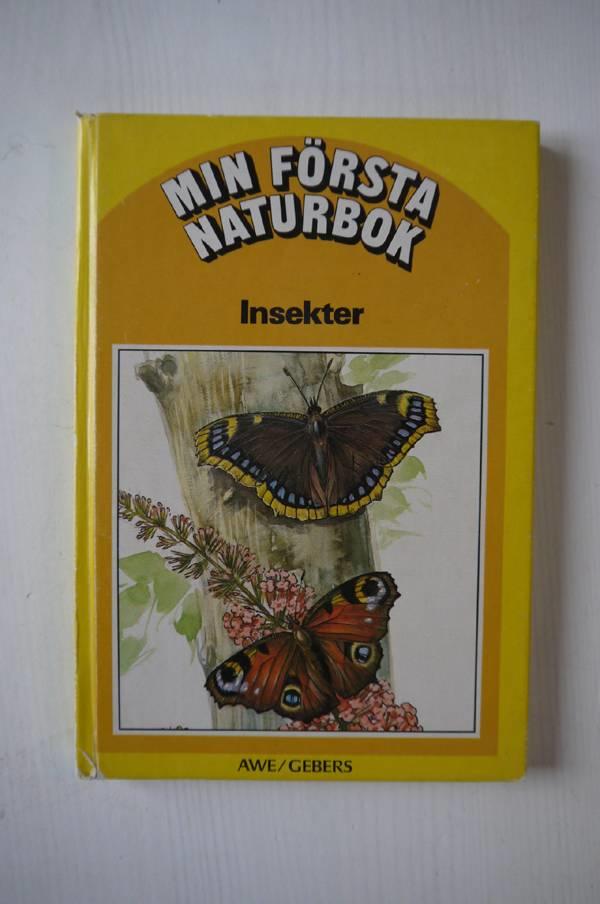 MIN FÖRSTA
NATURBOK
Insekter
AWE/GEBERS